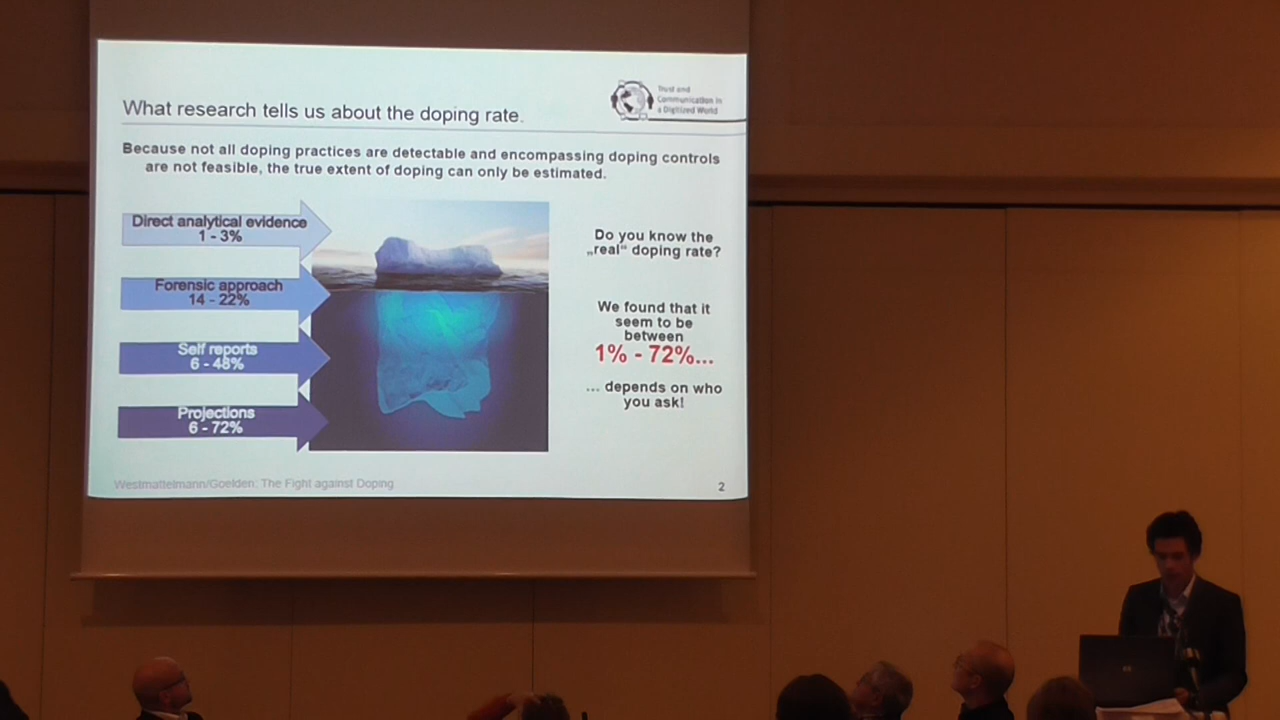 What research tells us about the doping rate.
Trust and
Communication in
a Digitized World
Because not all doping practices are detectable and encompassing doping controls
are not feasible, the true extent of doping can only be estimated.
Direct analytical evidence
1 - 3%
Forensic approach
14 - 22%
Self reports
6 - 48%
Projections
6 - 72%
Do you know the
„real“ doping rate?
We found that it
seem to be
between
1% - 72%...
... depends on who
you ask!
Westmattelmann/Goelden: The Fight against Doping
2
hp